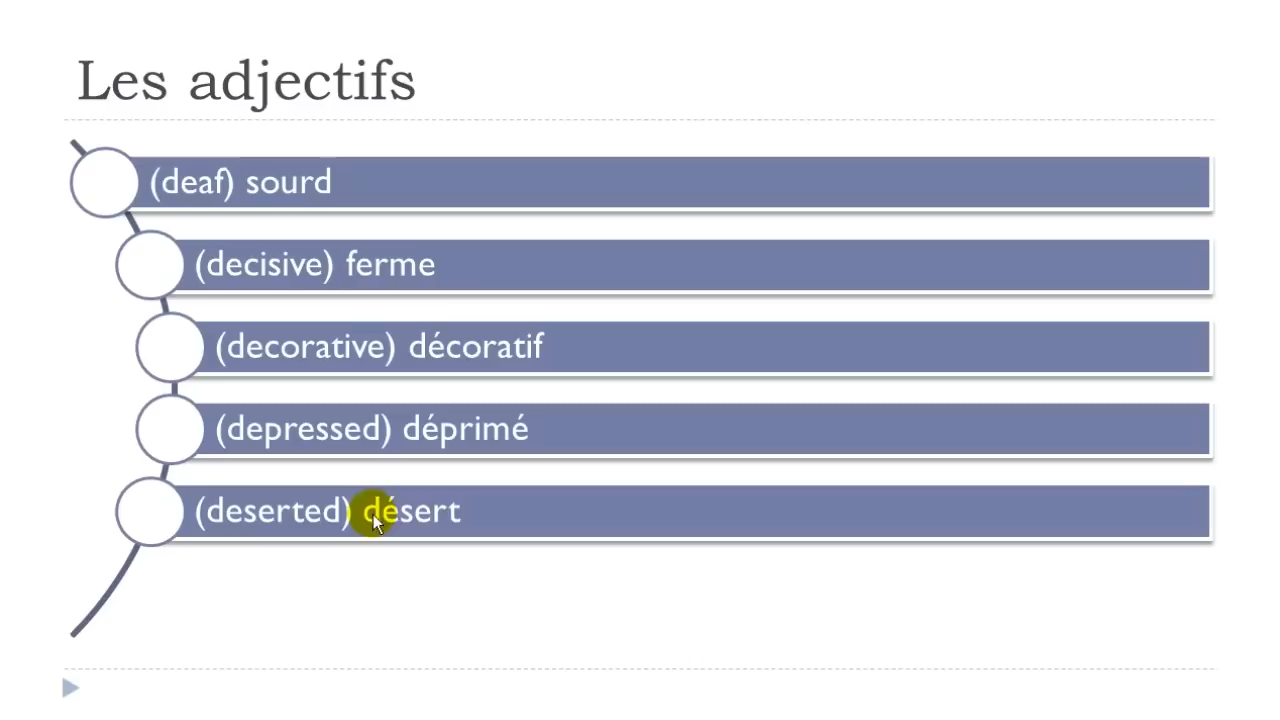 Les adjectifs
(deaf) sourd
(decisive) ferme
(decorative) décoratif
(depressed) déprimé
(deserted) désert